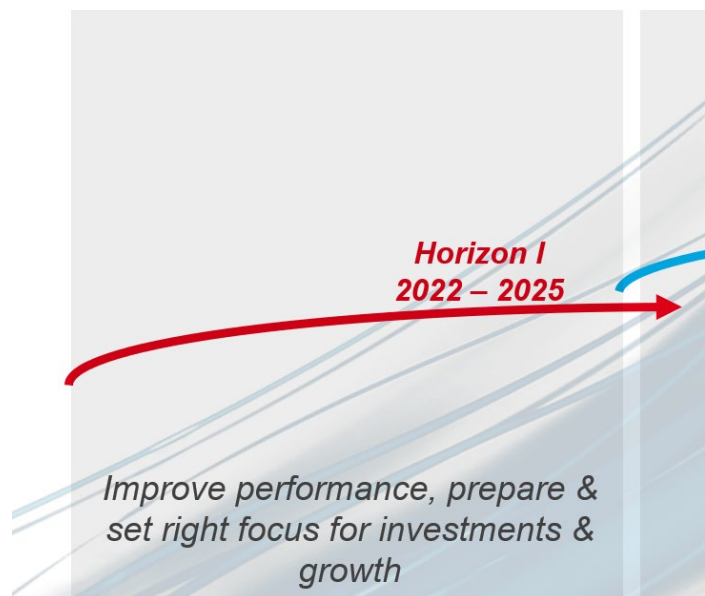 Horizon I
2022 – 2025
Improve performance, prepare &
set right focus for investments &
growth